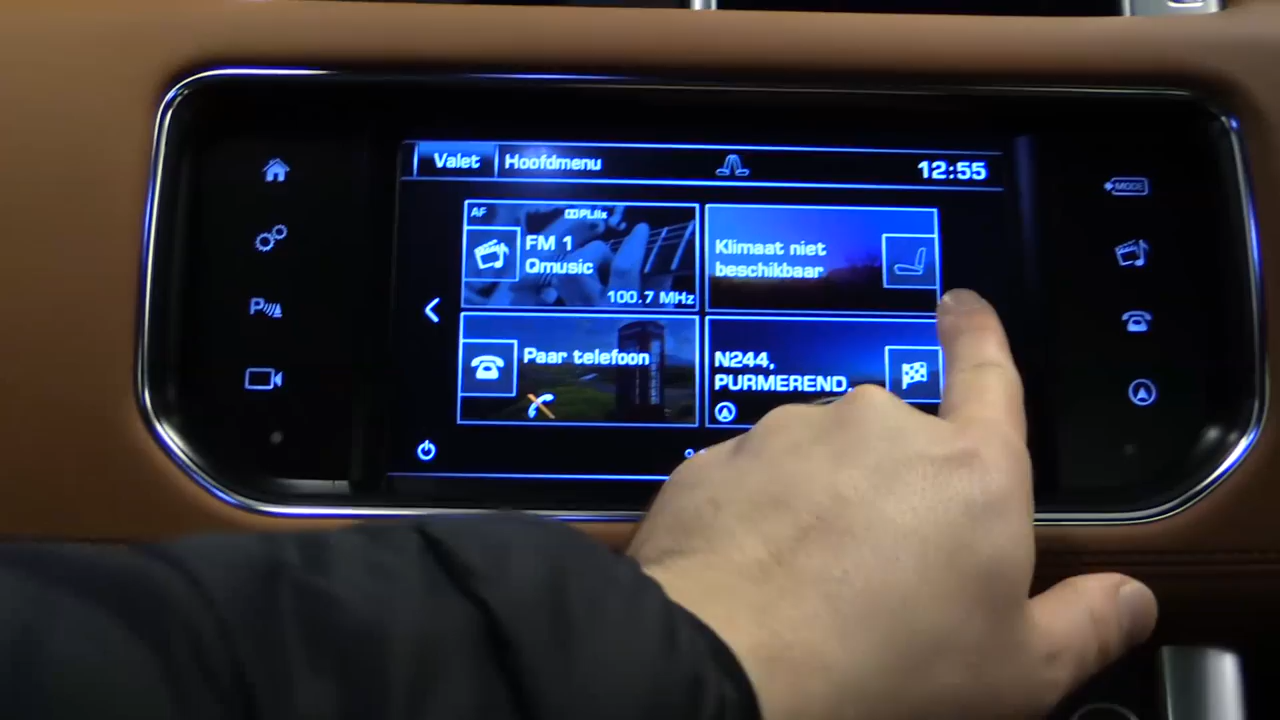 Valet
Hoofdmenu
12:55
MODE
AF
PLIIx
FM 1
Qmusic
100.7 MHz
Klimaat niet
beschikbaar
Paar telefoon
N244,
PURMEREND,
P